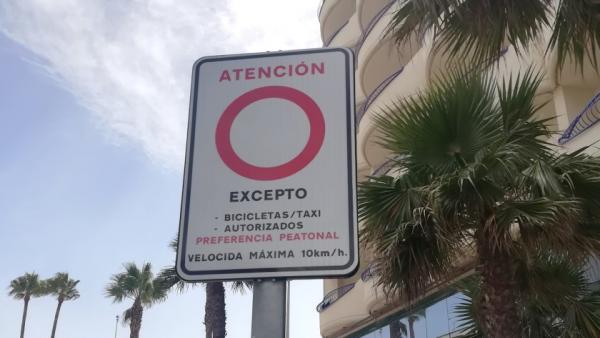 ATENCIÓN
EXCEPTO
- BICICLETAS/TAXI
- AUTORIZADOS
PREFERENCIA PEATONAL
VELOCIDA MÁXIMA 10km/h.